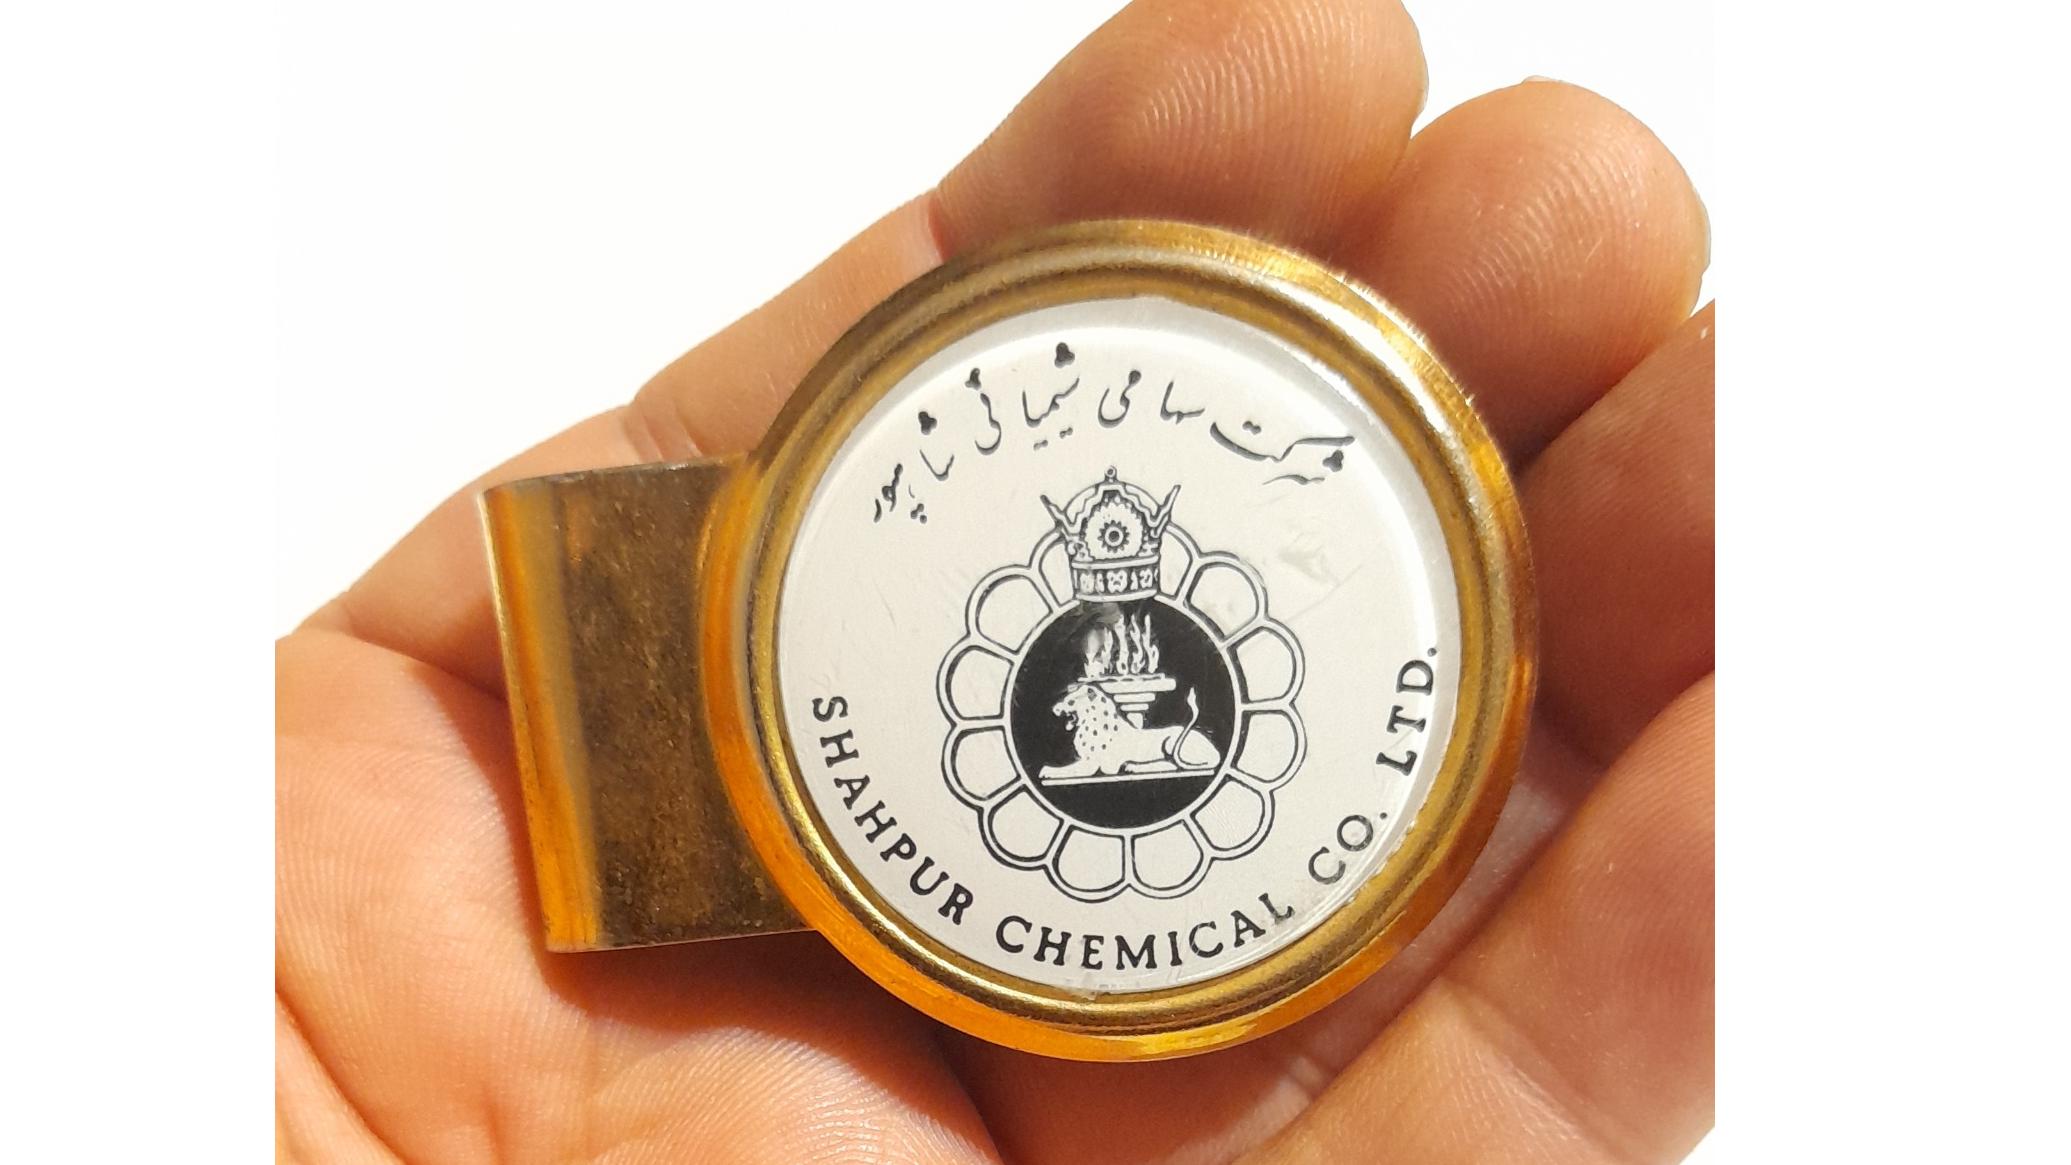 شرکت سهامی شیمیائی شاهپور
SHAHPUR CHEMICAL CO. LTD.